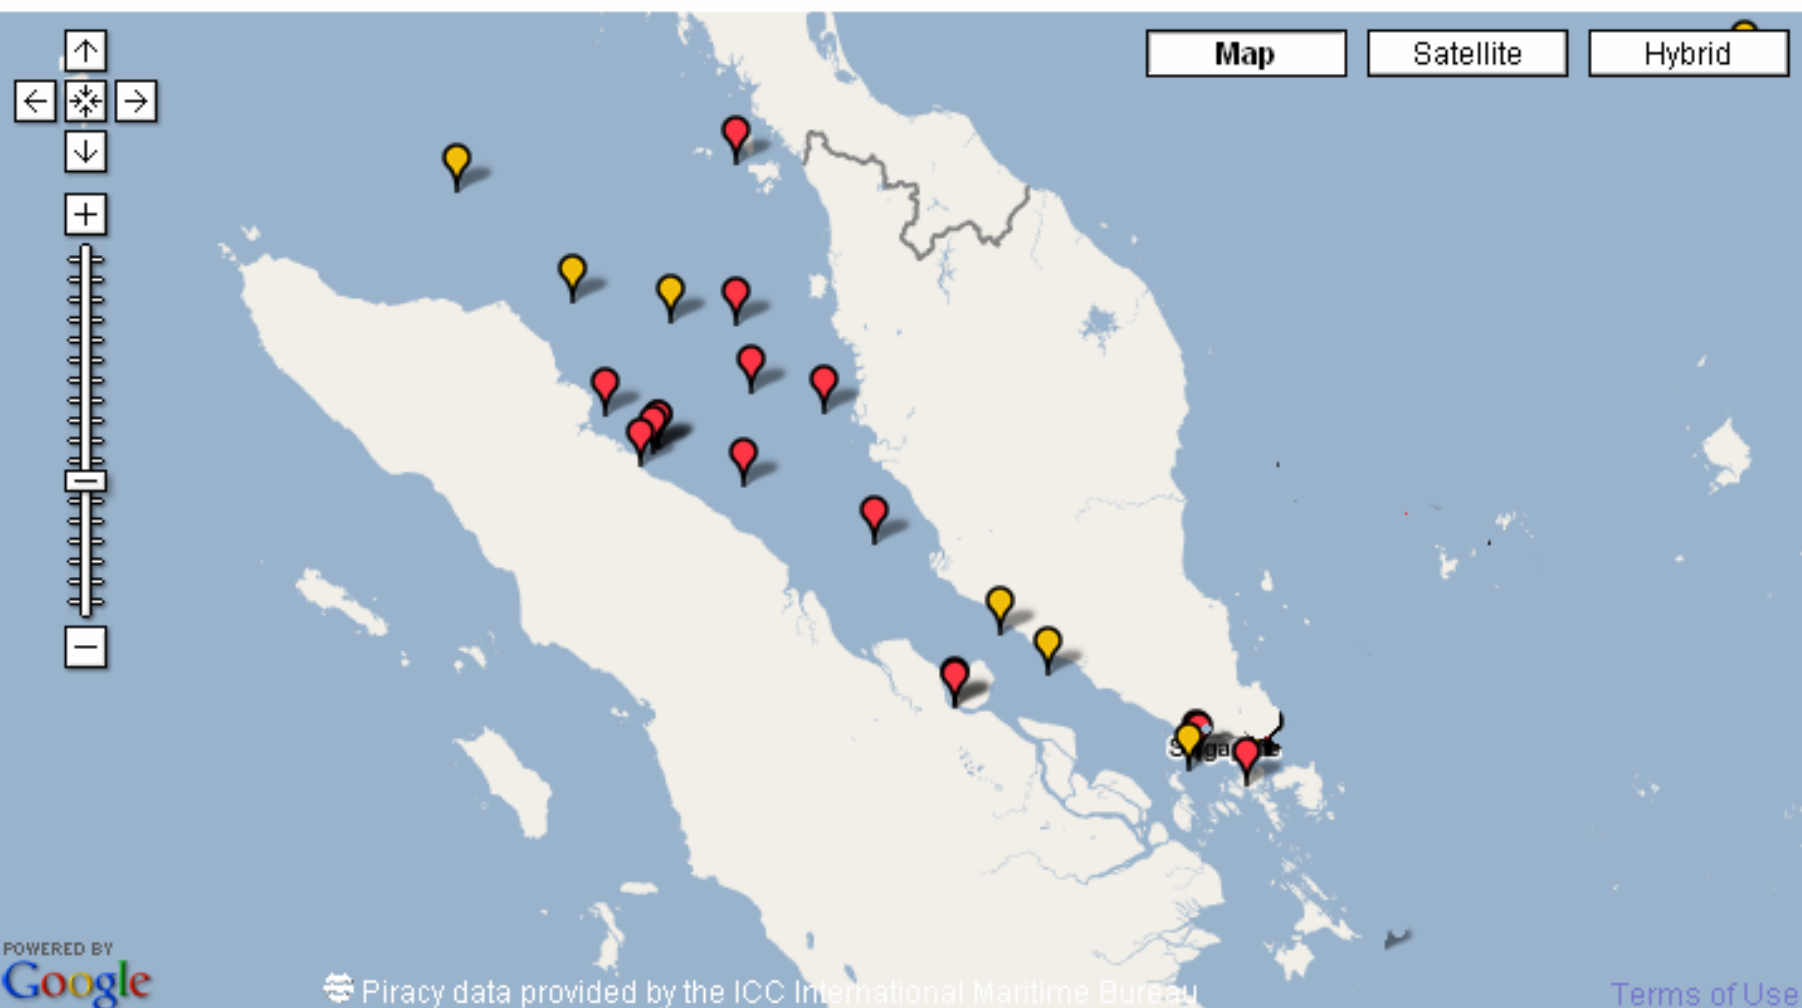 Map
Satellite
Hybrid
POWERED BY
Google
Piracy data provided by the ICC International Maritime Bureau
Terms of Use